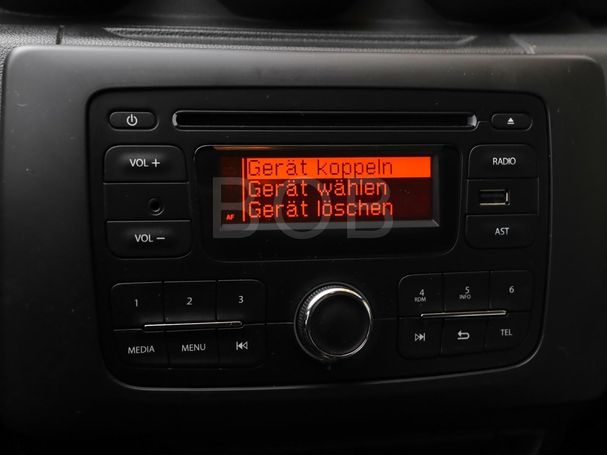 VOL +
Gerät koppeln
RADIO
Gerät wählen
AF
Gerät löschen
VOL –
AST
BOB
1
2
3
4
RDM
5
INFO
6
MEDIA
MENU
TEL